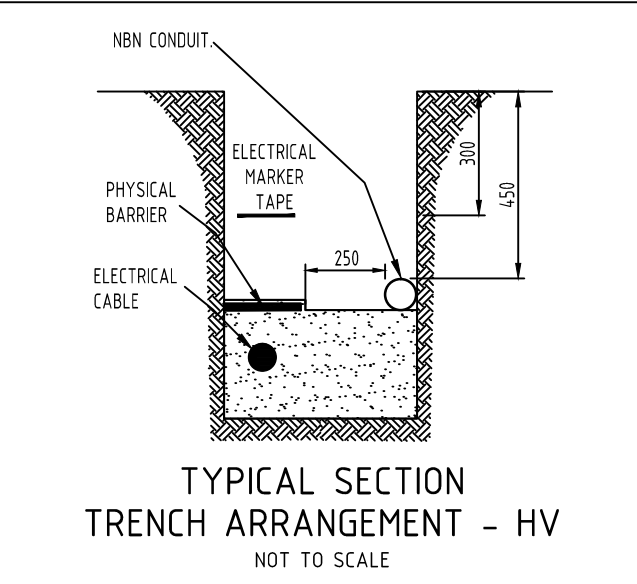 NBN CONDUIT.
ELECTRICAL
MARKER
TAPE
PHYSICAL
BARRIER
300
450
250
ELECTRICAL
CABLE
TYPICAL SECTION
TRENCH ARRANGEMENT - HV
NOT TO SCALE